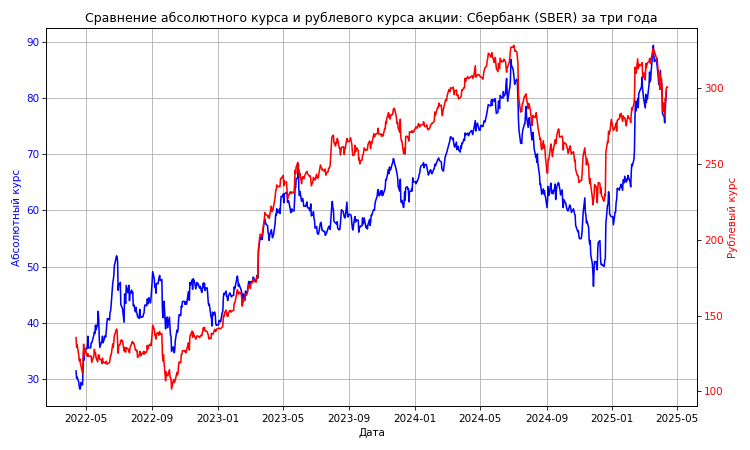 Сравнение абсолютного курса и рублевого курса акции: Сбербанк (SBER) за три года
Абсолютный курс
90
80
70
60
50
40
30
300
250
200
150
100
Рублевый курс
2022-05 2022-09 2023-01 2023-05 2023-09 2024-01 2024-05 2024-09 2025-01 2025-05
Дата